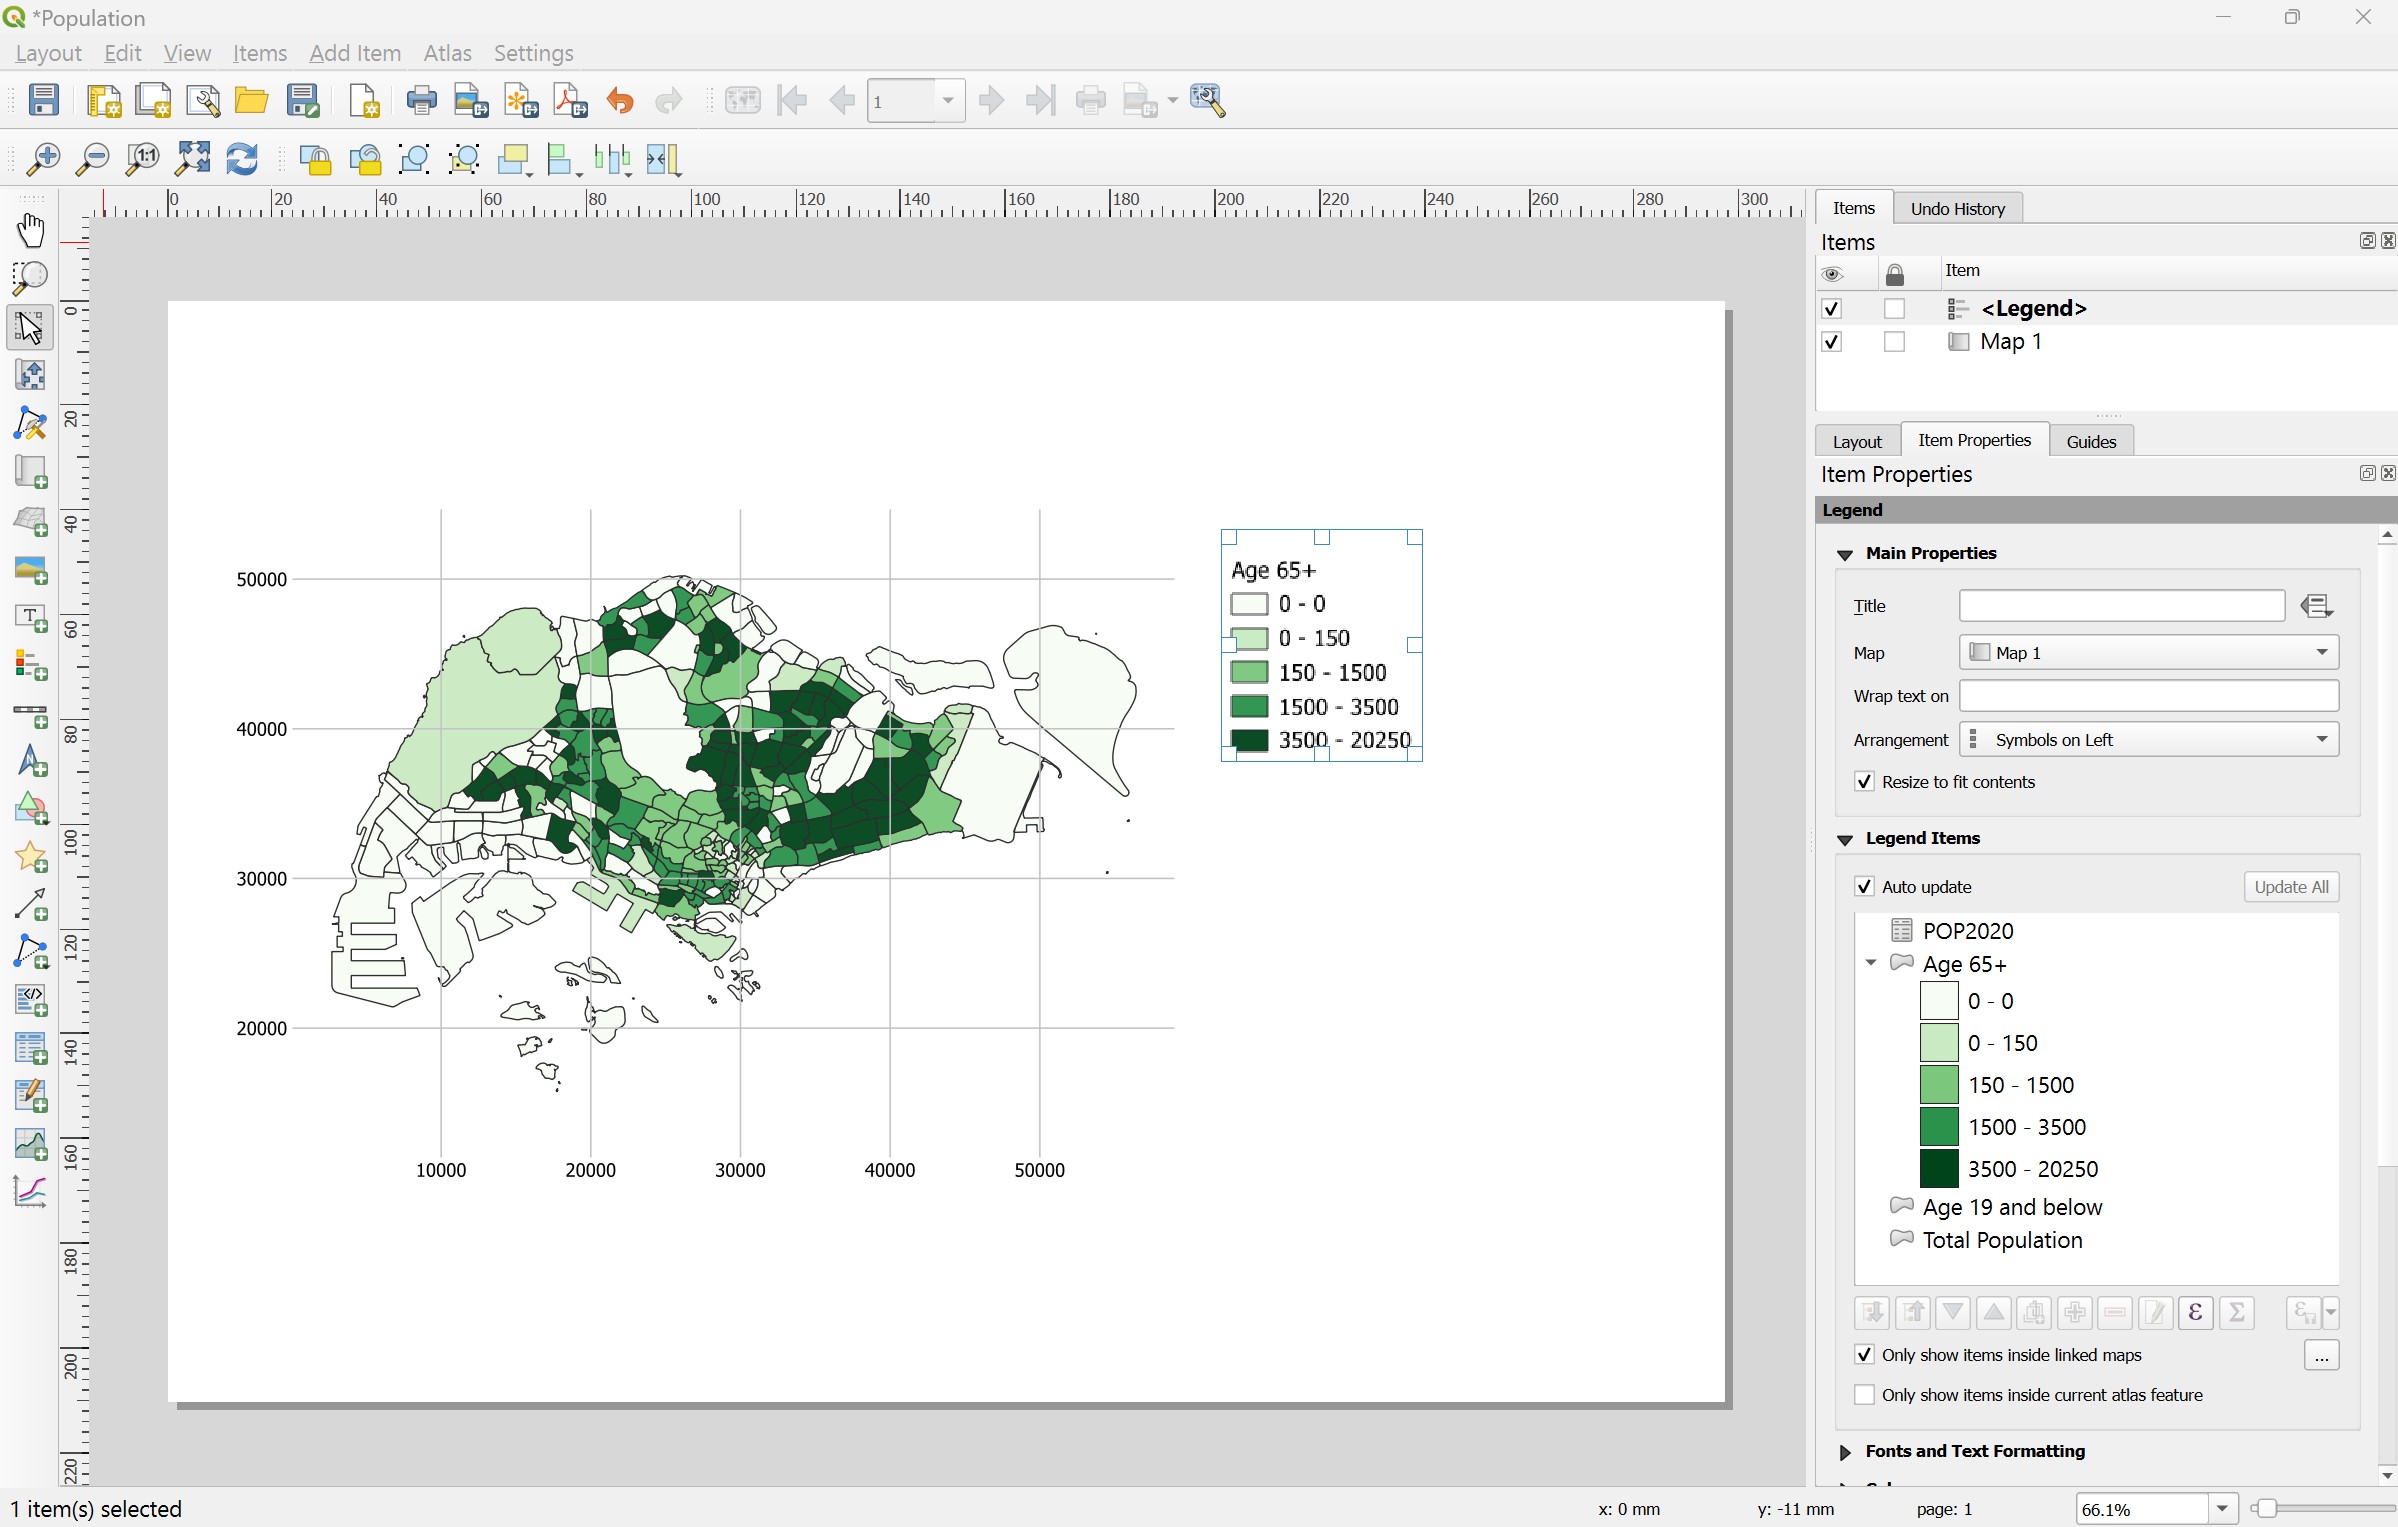 *Population
Layout Edit View Items Add Item Atlas Settings
1
1:1
0 20 40 60 80 100 120 140 160 180 200 220 240 260 280 300
0
20
40
60
80
100
120
140
160
180
200
220
50000
40000
30000
20000
10000 20000 30000 40000 50000
Age 65+
0 - 0
0 - 150
150 - 1500
1500 - 3500
3500 - 20250
Items Undo History
Items
Item
<Legend>
Map 1
Layout Item Properties Guides
Item Properties
Legend
Main Properties
Title
Map Map 1
Wrap text on
Arrangement Symbols on Left
Resize to fit contents
Legend Items
Auto update Update All
POP2020
Age 65+
0 - 0
0 - 150
150 - 1500
1500 - 3500
3500 - 20250
Age 19 and below
Total Population
ε Σ ε
Only show items inside linked maps ...
Only show items inside current atlas feature
Fonts and Text Formatting
1 item(s) selected x: 0 mm y: -11 mm page: 1 66.1%